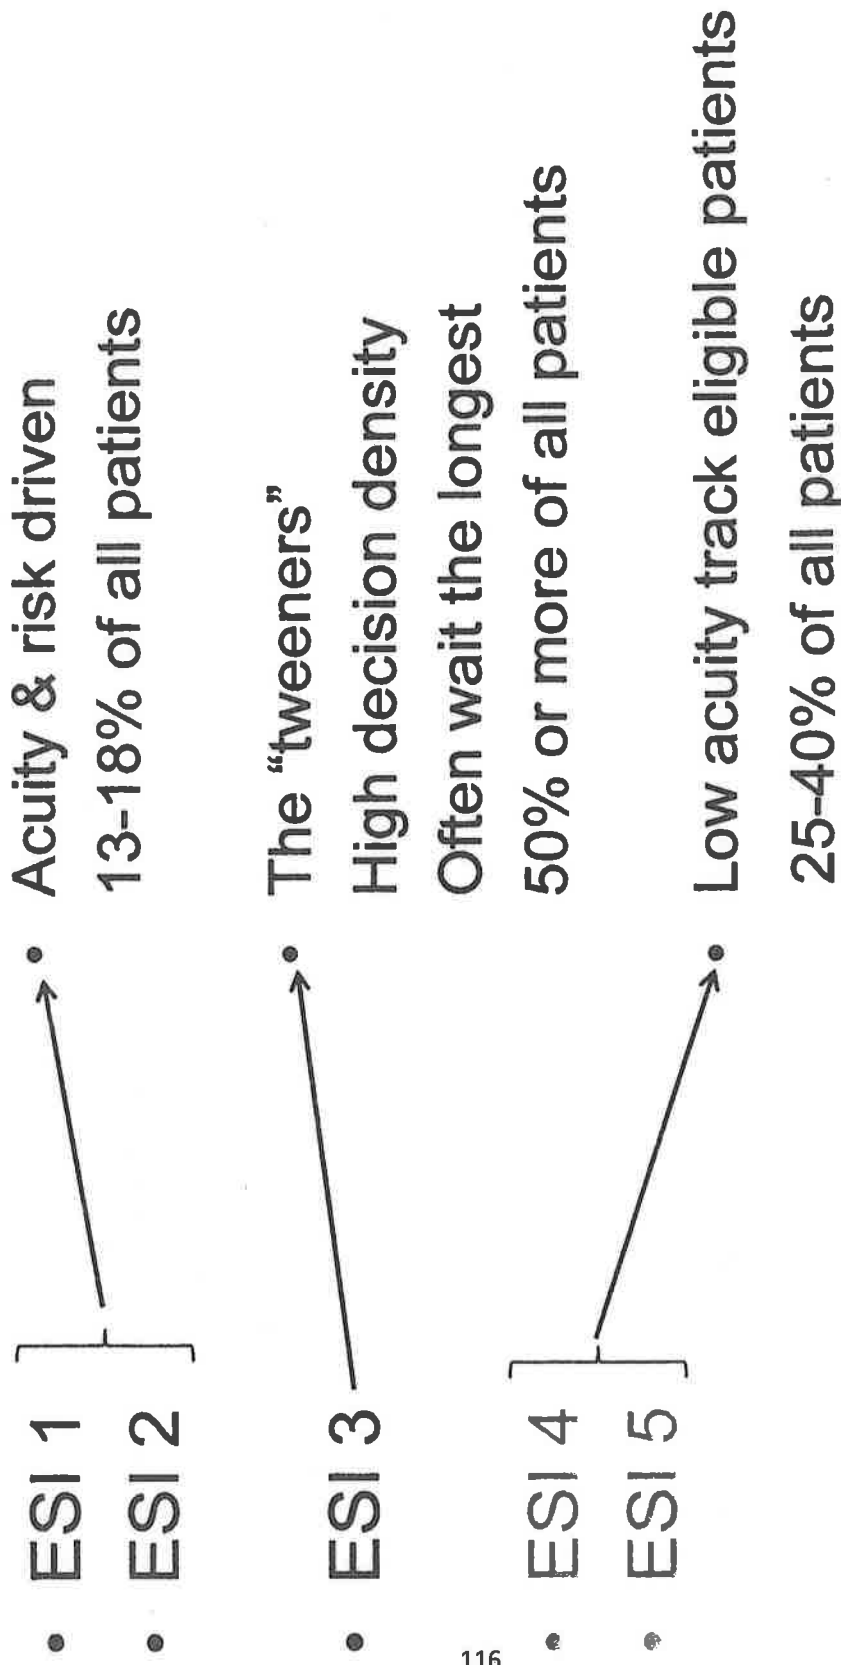 • ESI 1
• ESI 2
• Acuity & risk driven
13-18% of all patients
• ESI 3
• The “tweeners”
High decision density
Often wait the longest
50% or more of all patients
• ESI 4
• ESI 5
• Low acuity track eligible patients
25-40% of all patients
116